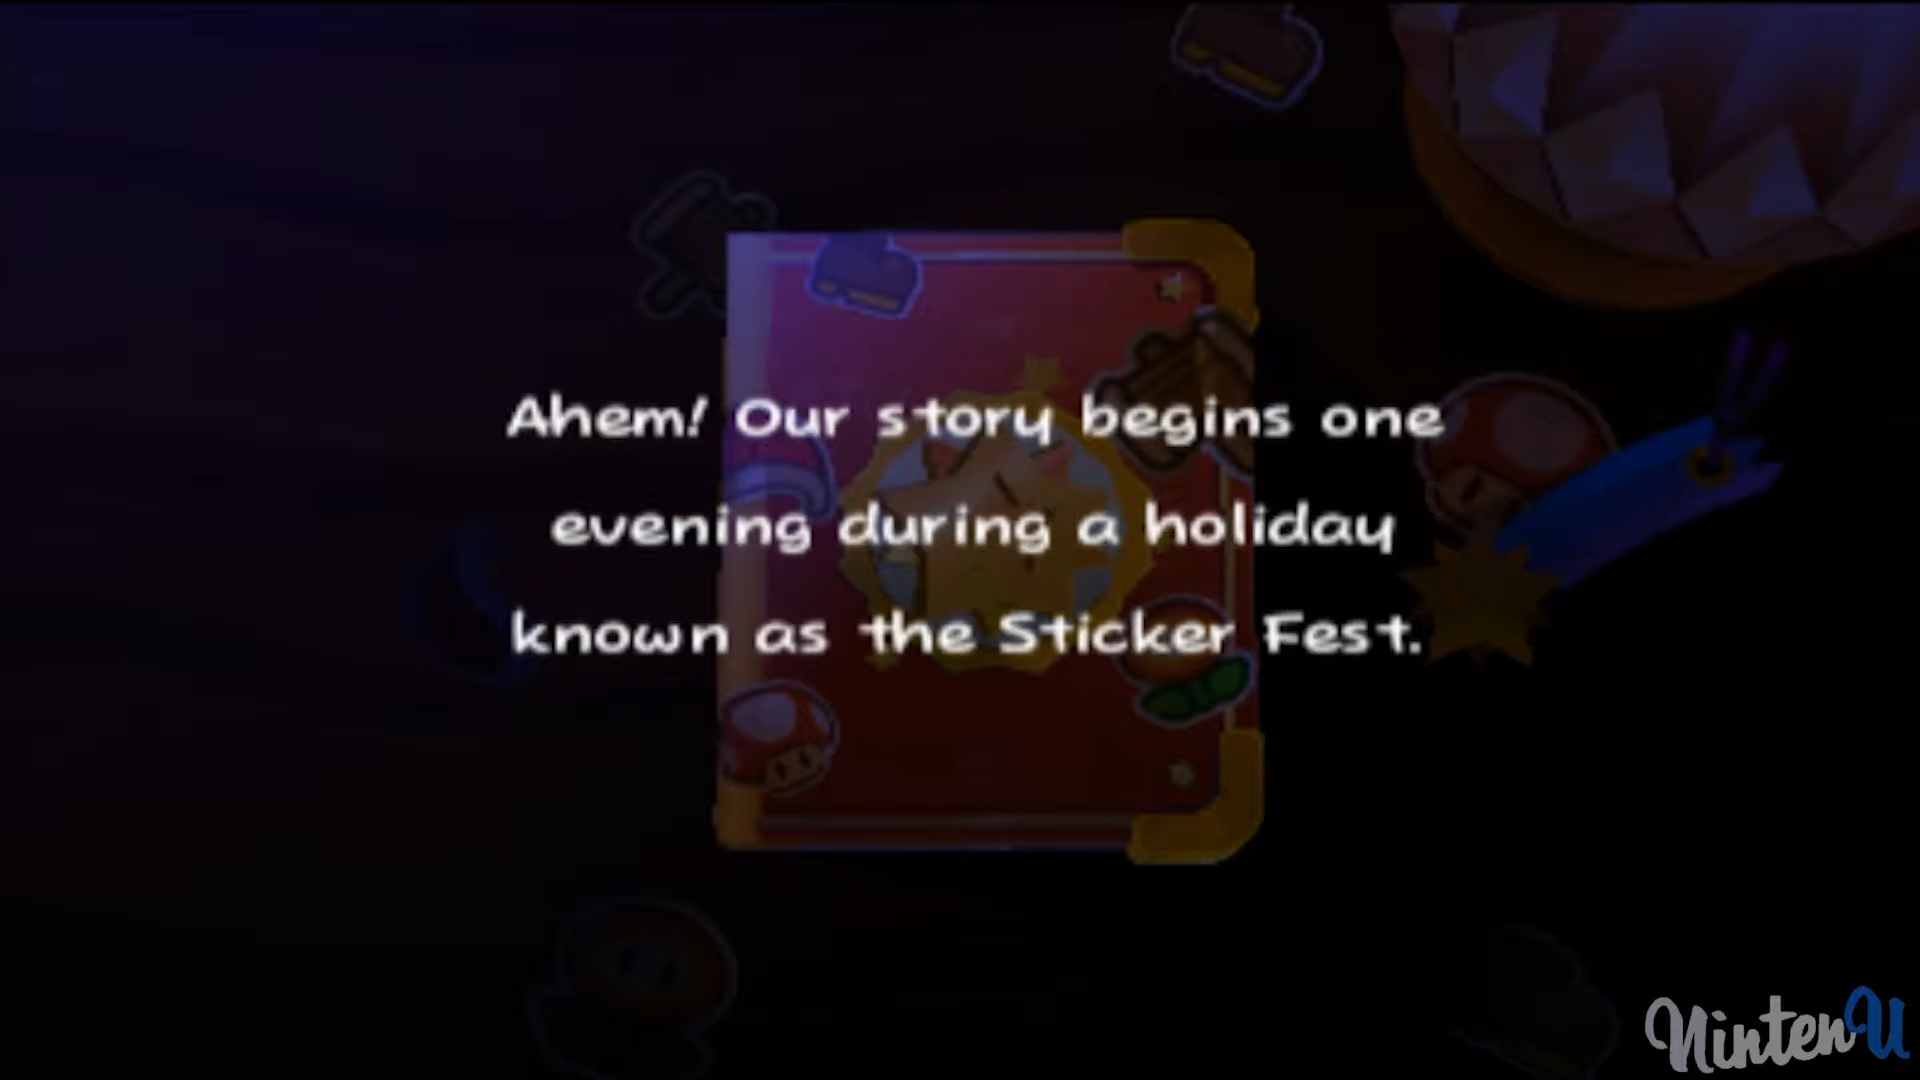 Ahem! Our story begins one
evening during a holiday
known as the Sticker Fest.
NintenU